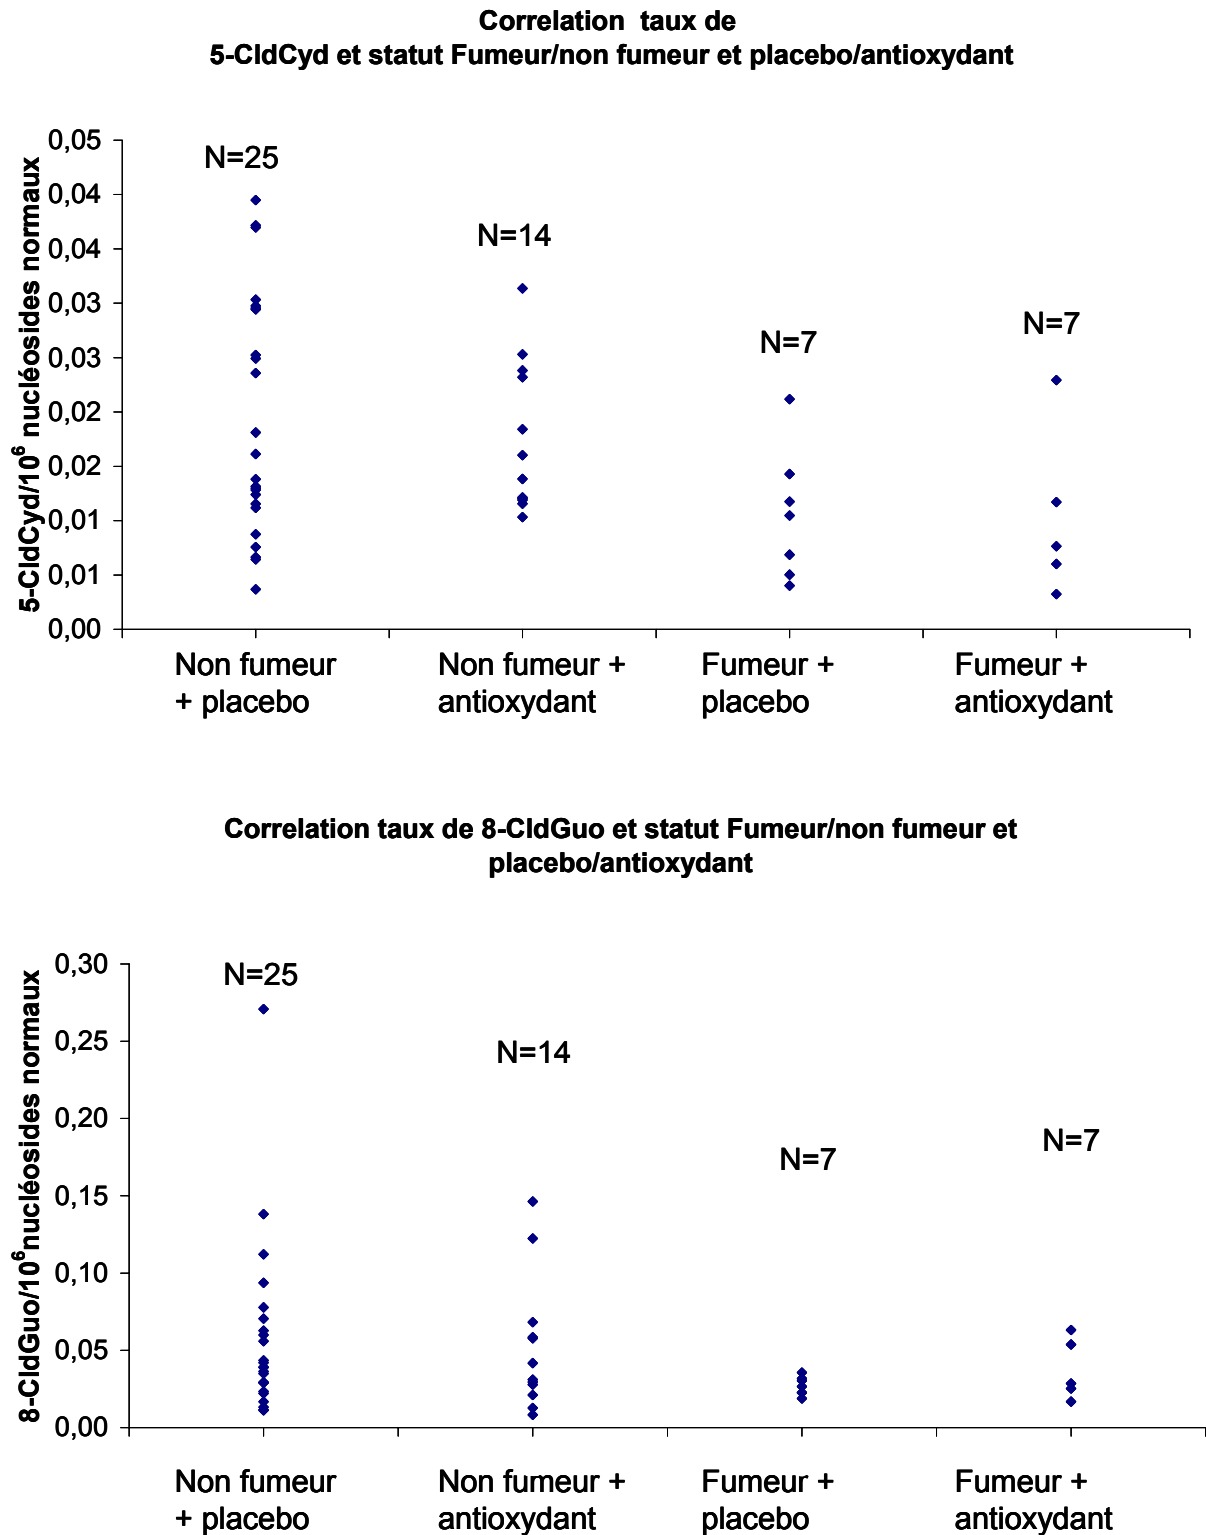 Correlation taux de
5-CldCyd et statut Fumeur/non fumeur et placebo/antioxydant
5-CldCyd/10⁶ nucléosides normaux
0,05
0,04
0,04
0,03
0,03
0,02
0,02
0,01
0,01
0,00
N=25
N=14
N=7
N=7
Non fumeur
+ placebo
Non fumeur +
antioxydant
Fumeur +
placebo
Fumeur +
antioxydant
Correlation taux de 8-CldGuo et statut Fumeur/non fumeur et
placebo/antioxydant
8-CldGuo/10⁶ nucléosides normaux
0,30
0,25
0,20
0,15
0,10
0,05
0,00
N=25
N=14
N=7
N=7
Non fumeur
+ placebo
Non fumeur +
antioxydant
Fumeur +
placebo
Fumeur +
antioxydant